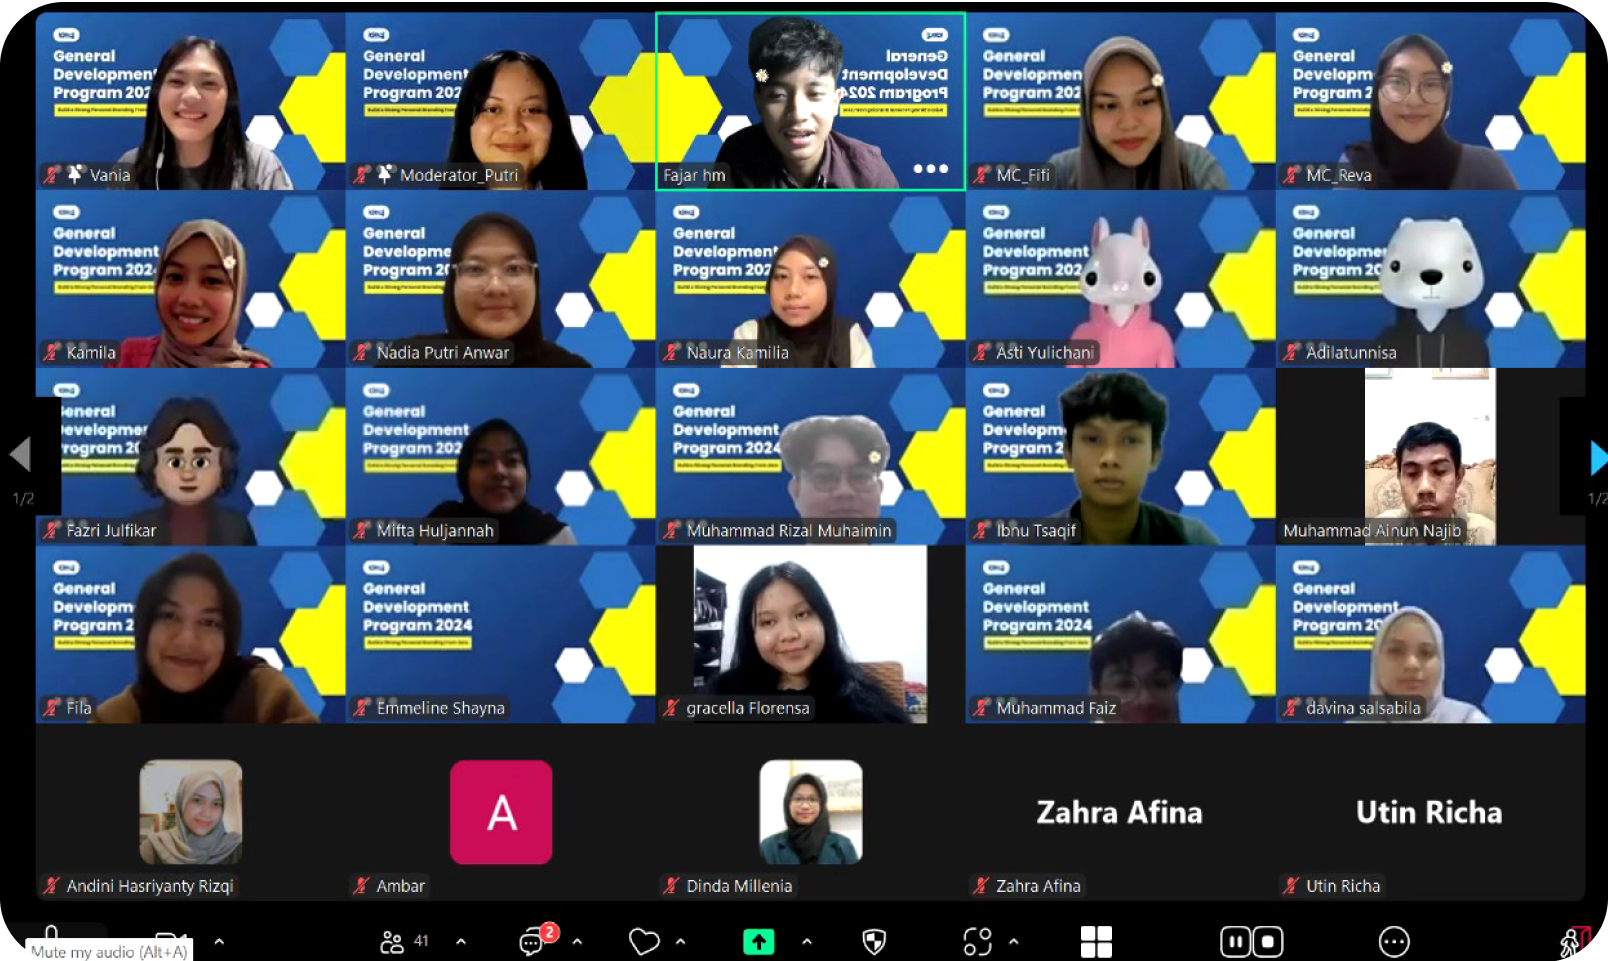 General
Development
Program 202
Vania
General
Development
Program 202
Moderator_Putri
General
Development
Program 2024
Fajar hm
General
Developmen
Program 202
MC_Fifi
General
Developm
Program 2
MC_Reva
General
Development
Program 2024
Kamila
General
Developme
Program 20
Nadia Putri Anwar
General
Development
Program 202
Naura Kamilia
General
Development
Program 202
Asti Yulichani
General
Developme
Program 20
Adilatunnisa
General
Developme
Program 20
Fazri Julfikar
General
Development
Program 202
Mifta Huljannah
General
Development
Program 2024
Muhammad Rizal Muhaimin
General
Developm
Program 2
Ibnu Tsaqif
Muhammad Ainun Najib
1/2
1/2
General
Developm
Program 2
Fila
General
Development
Program 2024
Emmeline Shayna
gracella Florensa
General
Development
Program 2024
Muhammad Faiz
General
Development
Program 20
davina salsabila
Andini Hasriyanty Rizqi
A
Ambar
Dinda Millenia
Zahra Afina
Zahra Afina
Utin Richa
Utin Richa
41
2
Mute my audio (Alt+A)